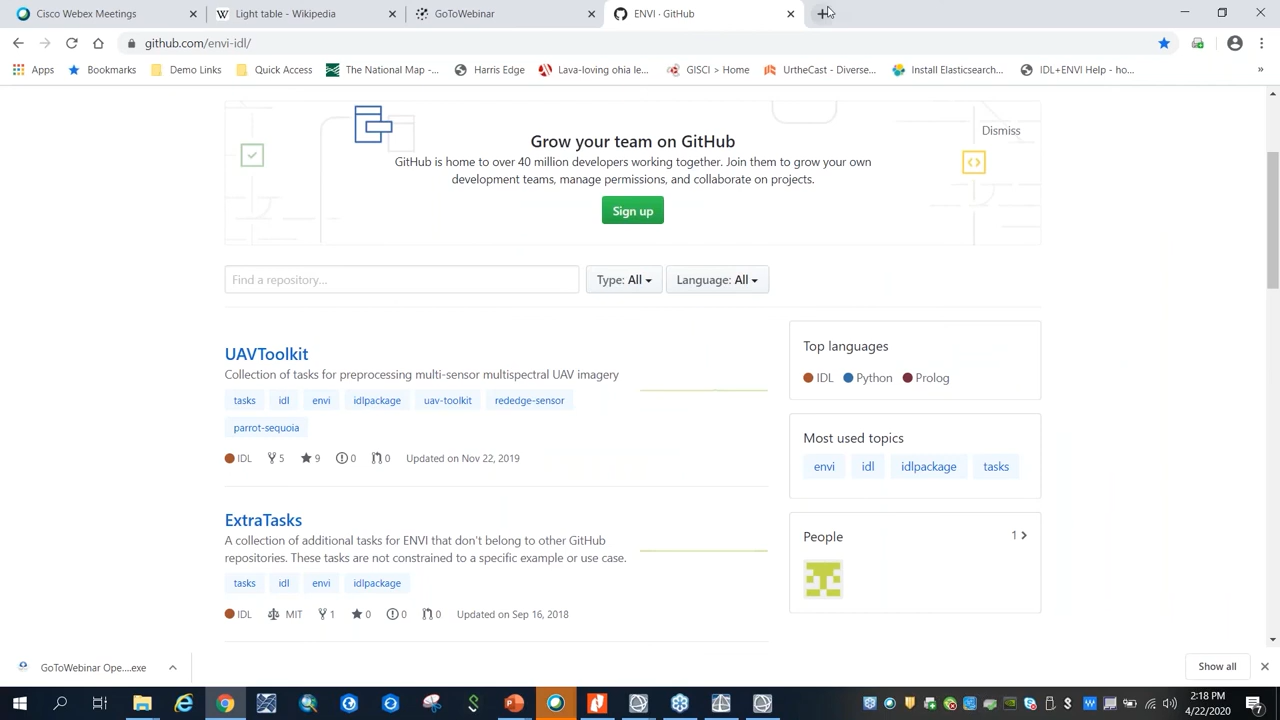 Cisco Webex Meetings
Light table - Wikipedia
GoToWebinar
ENVI · GitHub
github.com/envi-idl/
Apps
Bookmarks
Demo Links
Quick Access
The National Map -...
Harris Edge
Lava-loving ohia le...
GISCI > Home
UrtheCast - Diverse...
Install Elasticsearch...
IDL+ENVI Help - ho...
»
Grow your team on GitHub
Dismiss
GitHub is home to over 40 million developers working together. Join them to grow your own
development teams, manage permissions, and collaborate on projects.
Sign up
Find a repository...
Type: All
Language: All
UAVToolkit
Collection of tasks for preprocessing multi-sensor multispectral UAV imagery
tasks idl envi idlpackage uav-toolkit rededge-sensor
parrot-sequoia
IDL 5 9 0 0 Updated on Nov 22, 2019
ExtraTasks
A collection of additional tasks for ENVI that don't belong to other GitHub
repositories. These tasks are not constrained to a specific example or use case.
tasks idl envi idlpackage
IDL MIT 1 0 0 0 Updated on Sep 16, 2018
Top languages
IDL Python Prolog
Most used topics
envi idl idlpackage tasks
People 1
GoToWebinar Ope....exe
Show all
2:18 PM
4/22/2020